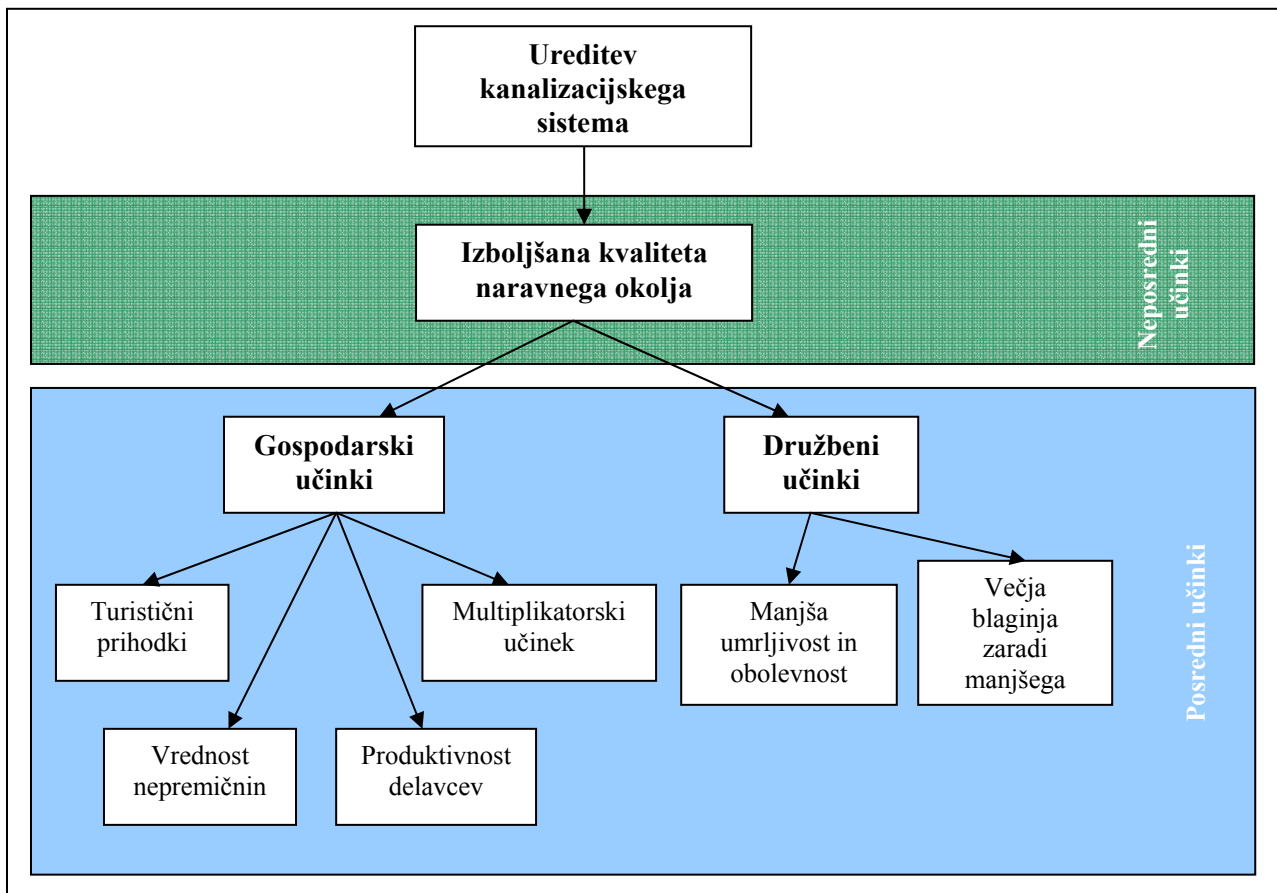 Ureditev
kanalizacijskega
sistema
Izboljšana kvaliteta
naravnega okolja
Neposredni
učinki
Gospodarski
učinki
Družbeni
učinki
Turistični
prihodki
Multiplikatorski
učinek
Manjša
umrljivost in
obolevnost
Večja
blaginja
zaradi
manjšega
Vrednost
nepremičnin
Produktivnost
delavcev
Posredni učinki